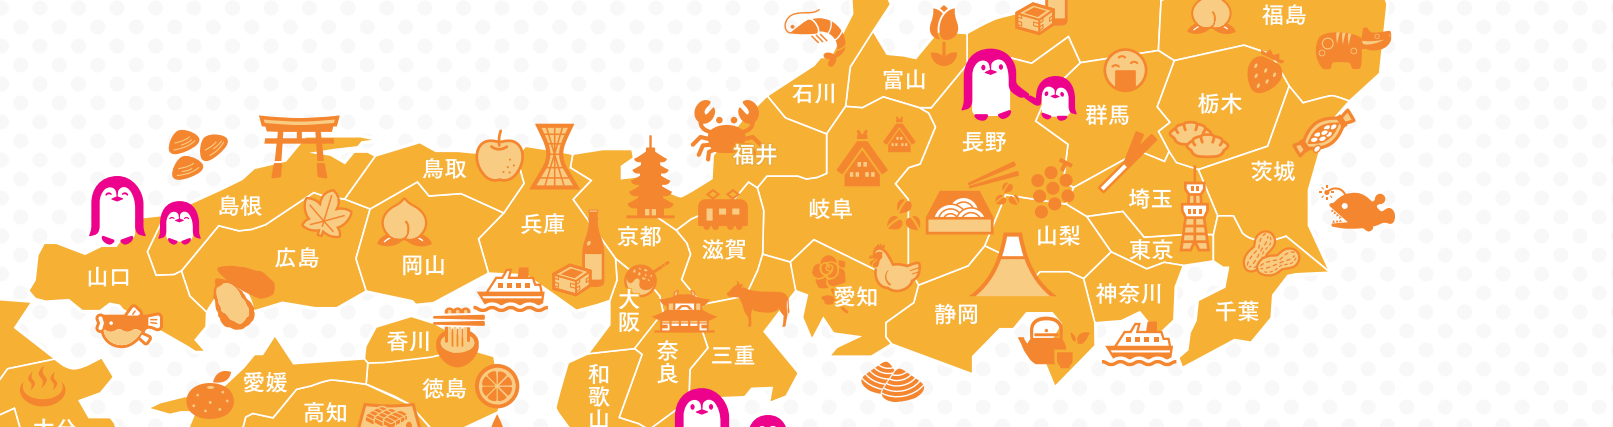 福島
富山
石川
栃木
群馬
長野
福井
鳥取
茨城
埼玉
島根
岐阜
兵庫
京都
山梨
滋賀
東京
広島
岡山
山口
神奈川
愛知
大阪
千葉
静岡
香川
奈良
三重
愛媛
徳島
和歌山
高知
大分